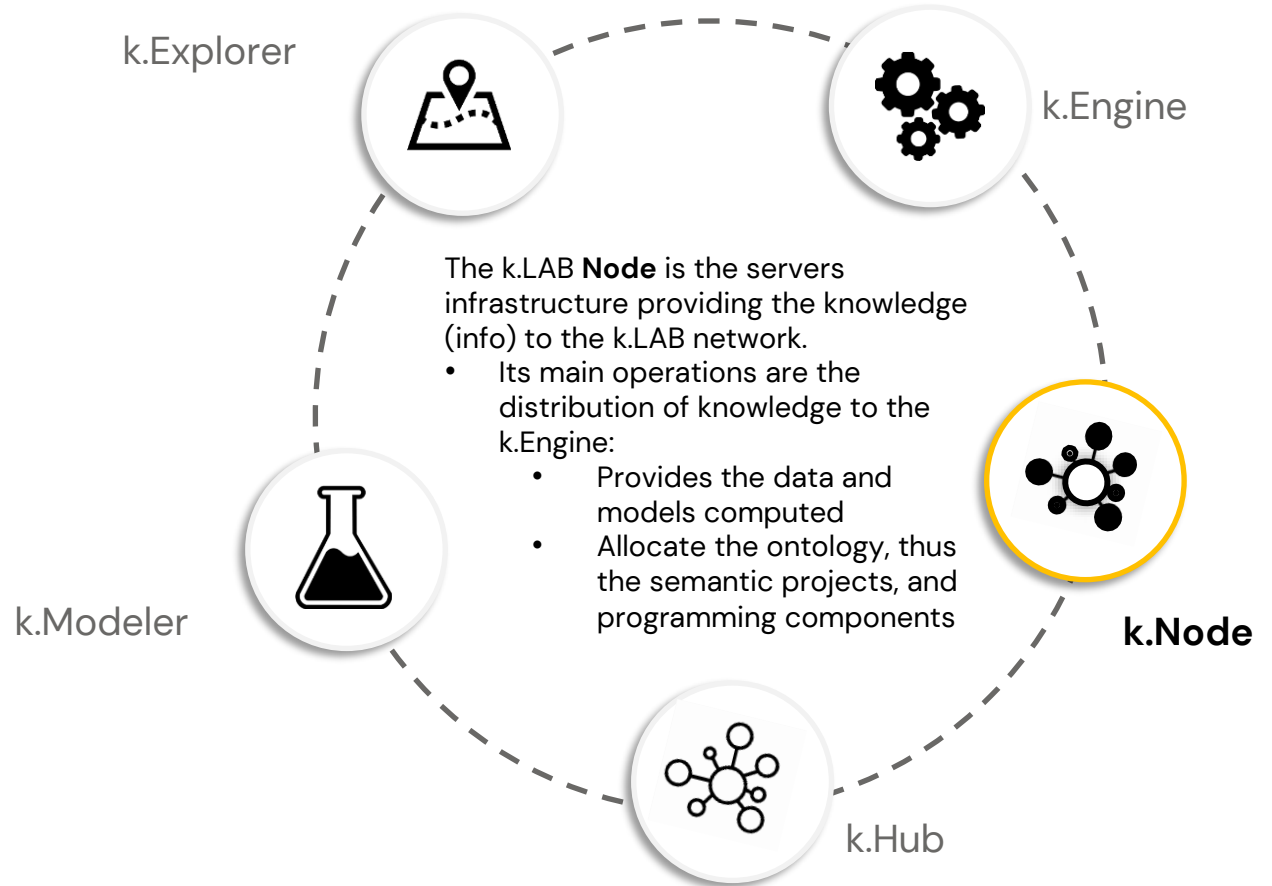 k.Explorer
k.Engine
The k.LAB Node is the servers
infrastructure providing the knowledge
(info) to the k.LAB network.
• Its main operations are the
distribution of knowledge to the
k.Engine:
• Provides the data and
models computed
• Allocate the ontology, thus
the semantic projects, and
programming components
k.Modeler
k.Node
k.Hub